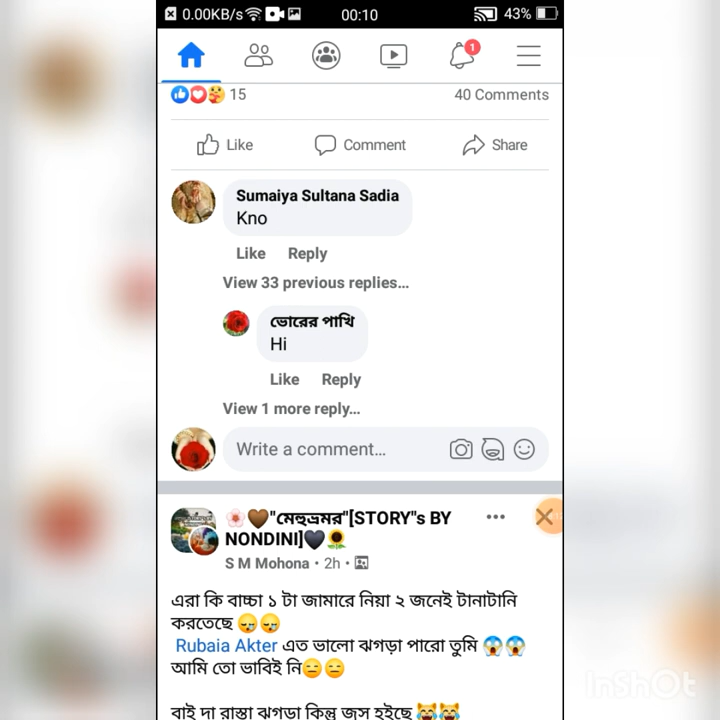 0.00KB/s 00:10 43%
1
15 40 Comments
Like Comment Share
Sumaiya Sultana Sadia
Kno
Like Reply
View 33 previous replies...
ভোরের পাখি
Hi
Like Reply
View 1 more reply...
Write a comment...
🌸🤎"মেহুভ্রমর"[STORY"s BY
NONDINI]🖤🌻
S M Mohona • 2h •
এরা কি বাচ্চা ১ টা জামারে নিয়া ২ জনেই টানাটানি
করতেছে 😪😪
Rubaia Akter এত ভালো ঝগড়া পারো তুমি 😱😱
আমি তো ভাবিই নি😑😑
বাই দা রাস্তা ঝগড়া কিন্তু জস হইছে 😹😹
InShOt